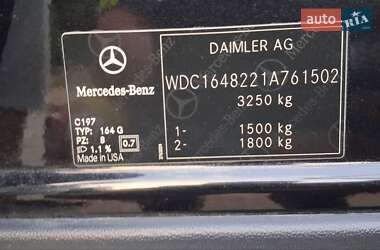 auto RIA
DAIMLER AG
WDC1648221A761502
3250 kg
Mercedes-Benz
C197
TYP: 164 G
PZ: 8
1.1% 0.7
Made in USA
1- 1500 kg
2- 1800 kg